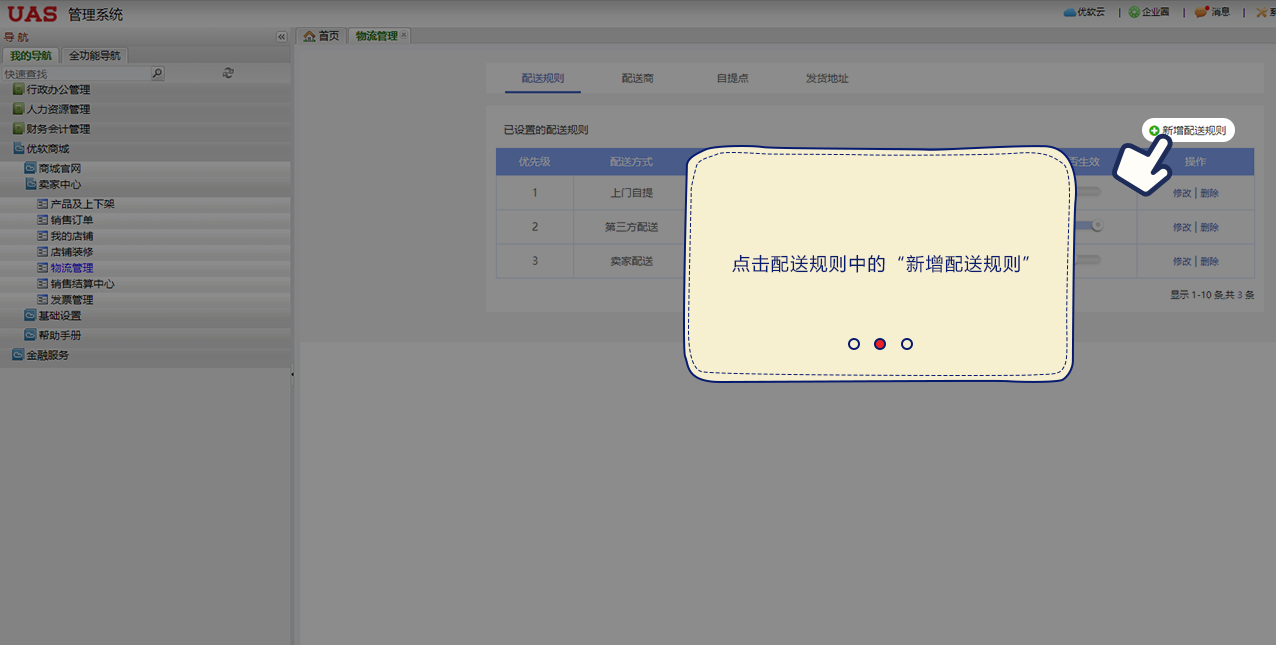 UAS 管理系统
优软云 | 企业圈 | 消息 |
导航
首页 物流管理
我的导航 全功能导航
快速查找
行政办公管理
人力资源管理
财务会计管理
优软商城
商城官网
卖家中心
产品及上下架
销售订单
我的店铺
店铺装修
物流管理
销售结算中心
发票管理
基础设置
帮助手册
金融服务
配送规则 配送商 自提点 发货地址
已设置的配送规则
新增配送规则
优先级 配送方式 生效 操作
1 上门自提 修改 | 删除
2 第三方配送 修改 | 删除
3 卖家配送 修改 | 删除
显示 1-10 条,共 3 条
点击配送规则中的“新增配送规则”